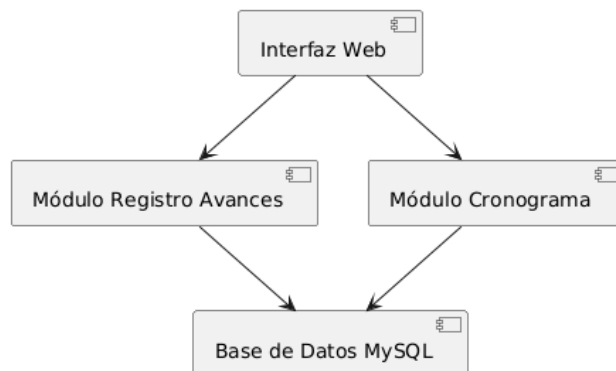 Interfaz Web
Módulo Registro Avances
Módulo Cronograma
Base de Datos MySQL